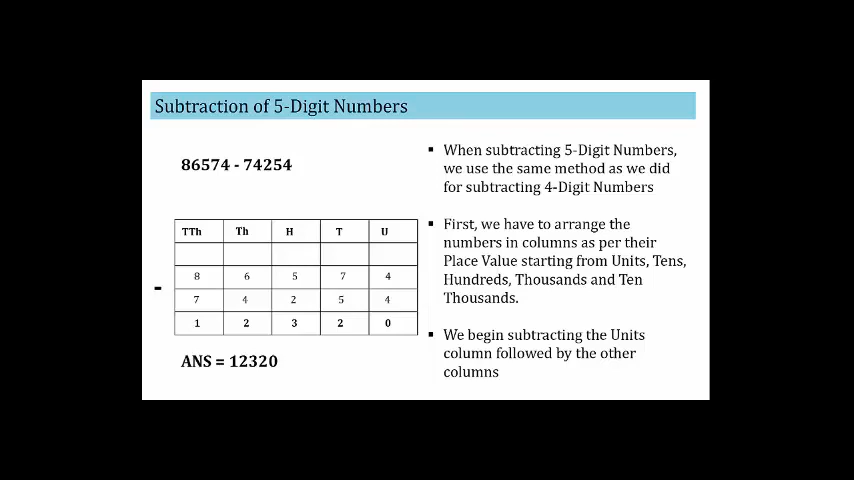 Subtraction of 5-Digit Numbers
86574 - 74254
TTh Th H T U
8 6 5 7 4
-
7 4 2 5 4
1 2 3 2 0
ANS = 12320
▪ When subtracting 5-Digit Numbers,
we use the same method as we did
for subtracting 4-Digit Numbers
▪ First, we have to arrange the
numbers in columns as per their
Place Value starting from Units, Tens,
Hundreds, Thousands and Ten
Thousands.
▪ We begin subtracting the Units
column followed by the other
columns